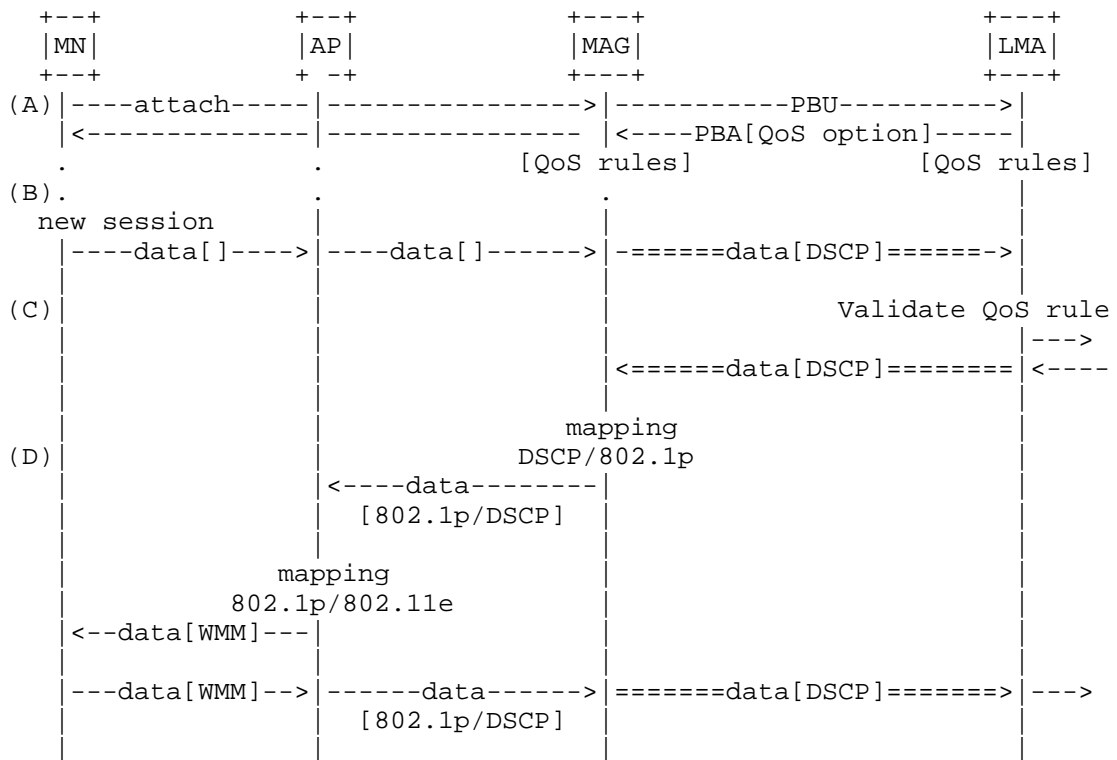 +--+ +--+ +---+ +---+
|MN| |AP| |MAG| |LMA|
+--+ + -+ +---+ +---+
(A)|----attach-----|--------------->|-----------PBU---------->|
|<--------------|---------------- |<----PBA[QoS option]-----|
. . [QoS rules] [QoS rules]
(B). . . |
new session | | |
|----data[]---->|----data[]------>|-======data[DSCP]======->|
| | | |
(C)| | | Validate QoS rule
| | | |--->
| | |<======data[DSCP]========|<----
| | | |
| | mapping |
(D)| | DSCP/802.1p |
| |<----data--------| |
| | [802.1p/DSCP] | |
| | | |
| mapping | |
| 802.1p/802.11e | |
|<--data[WMM]---| | |
| | | |
|---data[WMM]-->|------data------>|=======data[DSCP]=======>|--->
| | [802.1p/DSCP] | |
| | | |